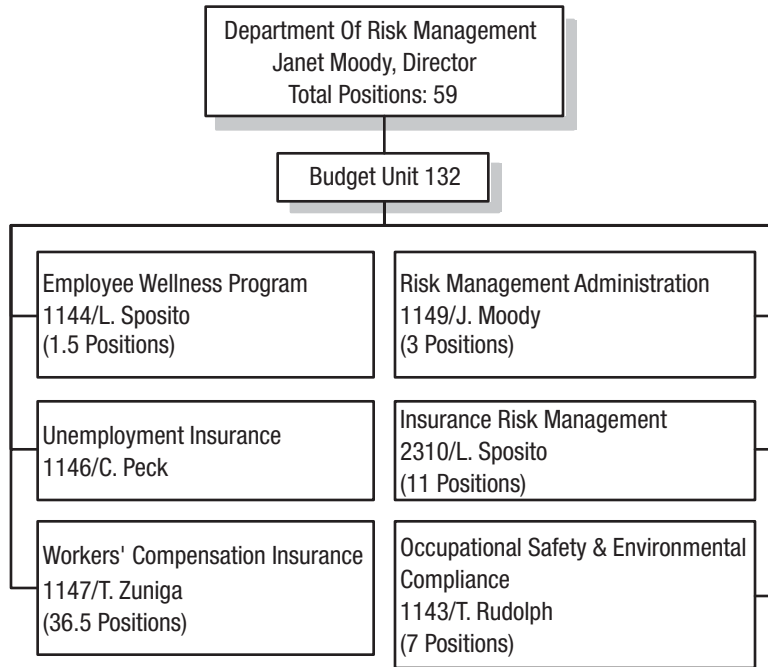 Department Of Risk Management
Janet Moody, Director
Total Positions: 59
Budget Unit 132
Employee Wellness Program
1144/L. Sposito
(1.5 Positions)
Risk Management Administration
1149/J. Moody
(3 Positions)
Unemployment Insurance
1146/C. Peck
Insurance Risk Management
2310/L. Sposito
(11 Positions)
Workers' Compensation Insurance
1147/T. Zuniga
(36.5 Positions)
Occupational Safety & Environmental
Compliance
1143/T. Rudolph
(7 Positions)